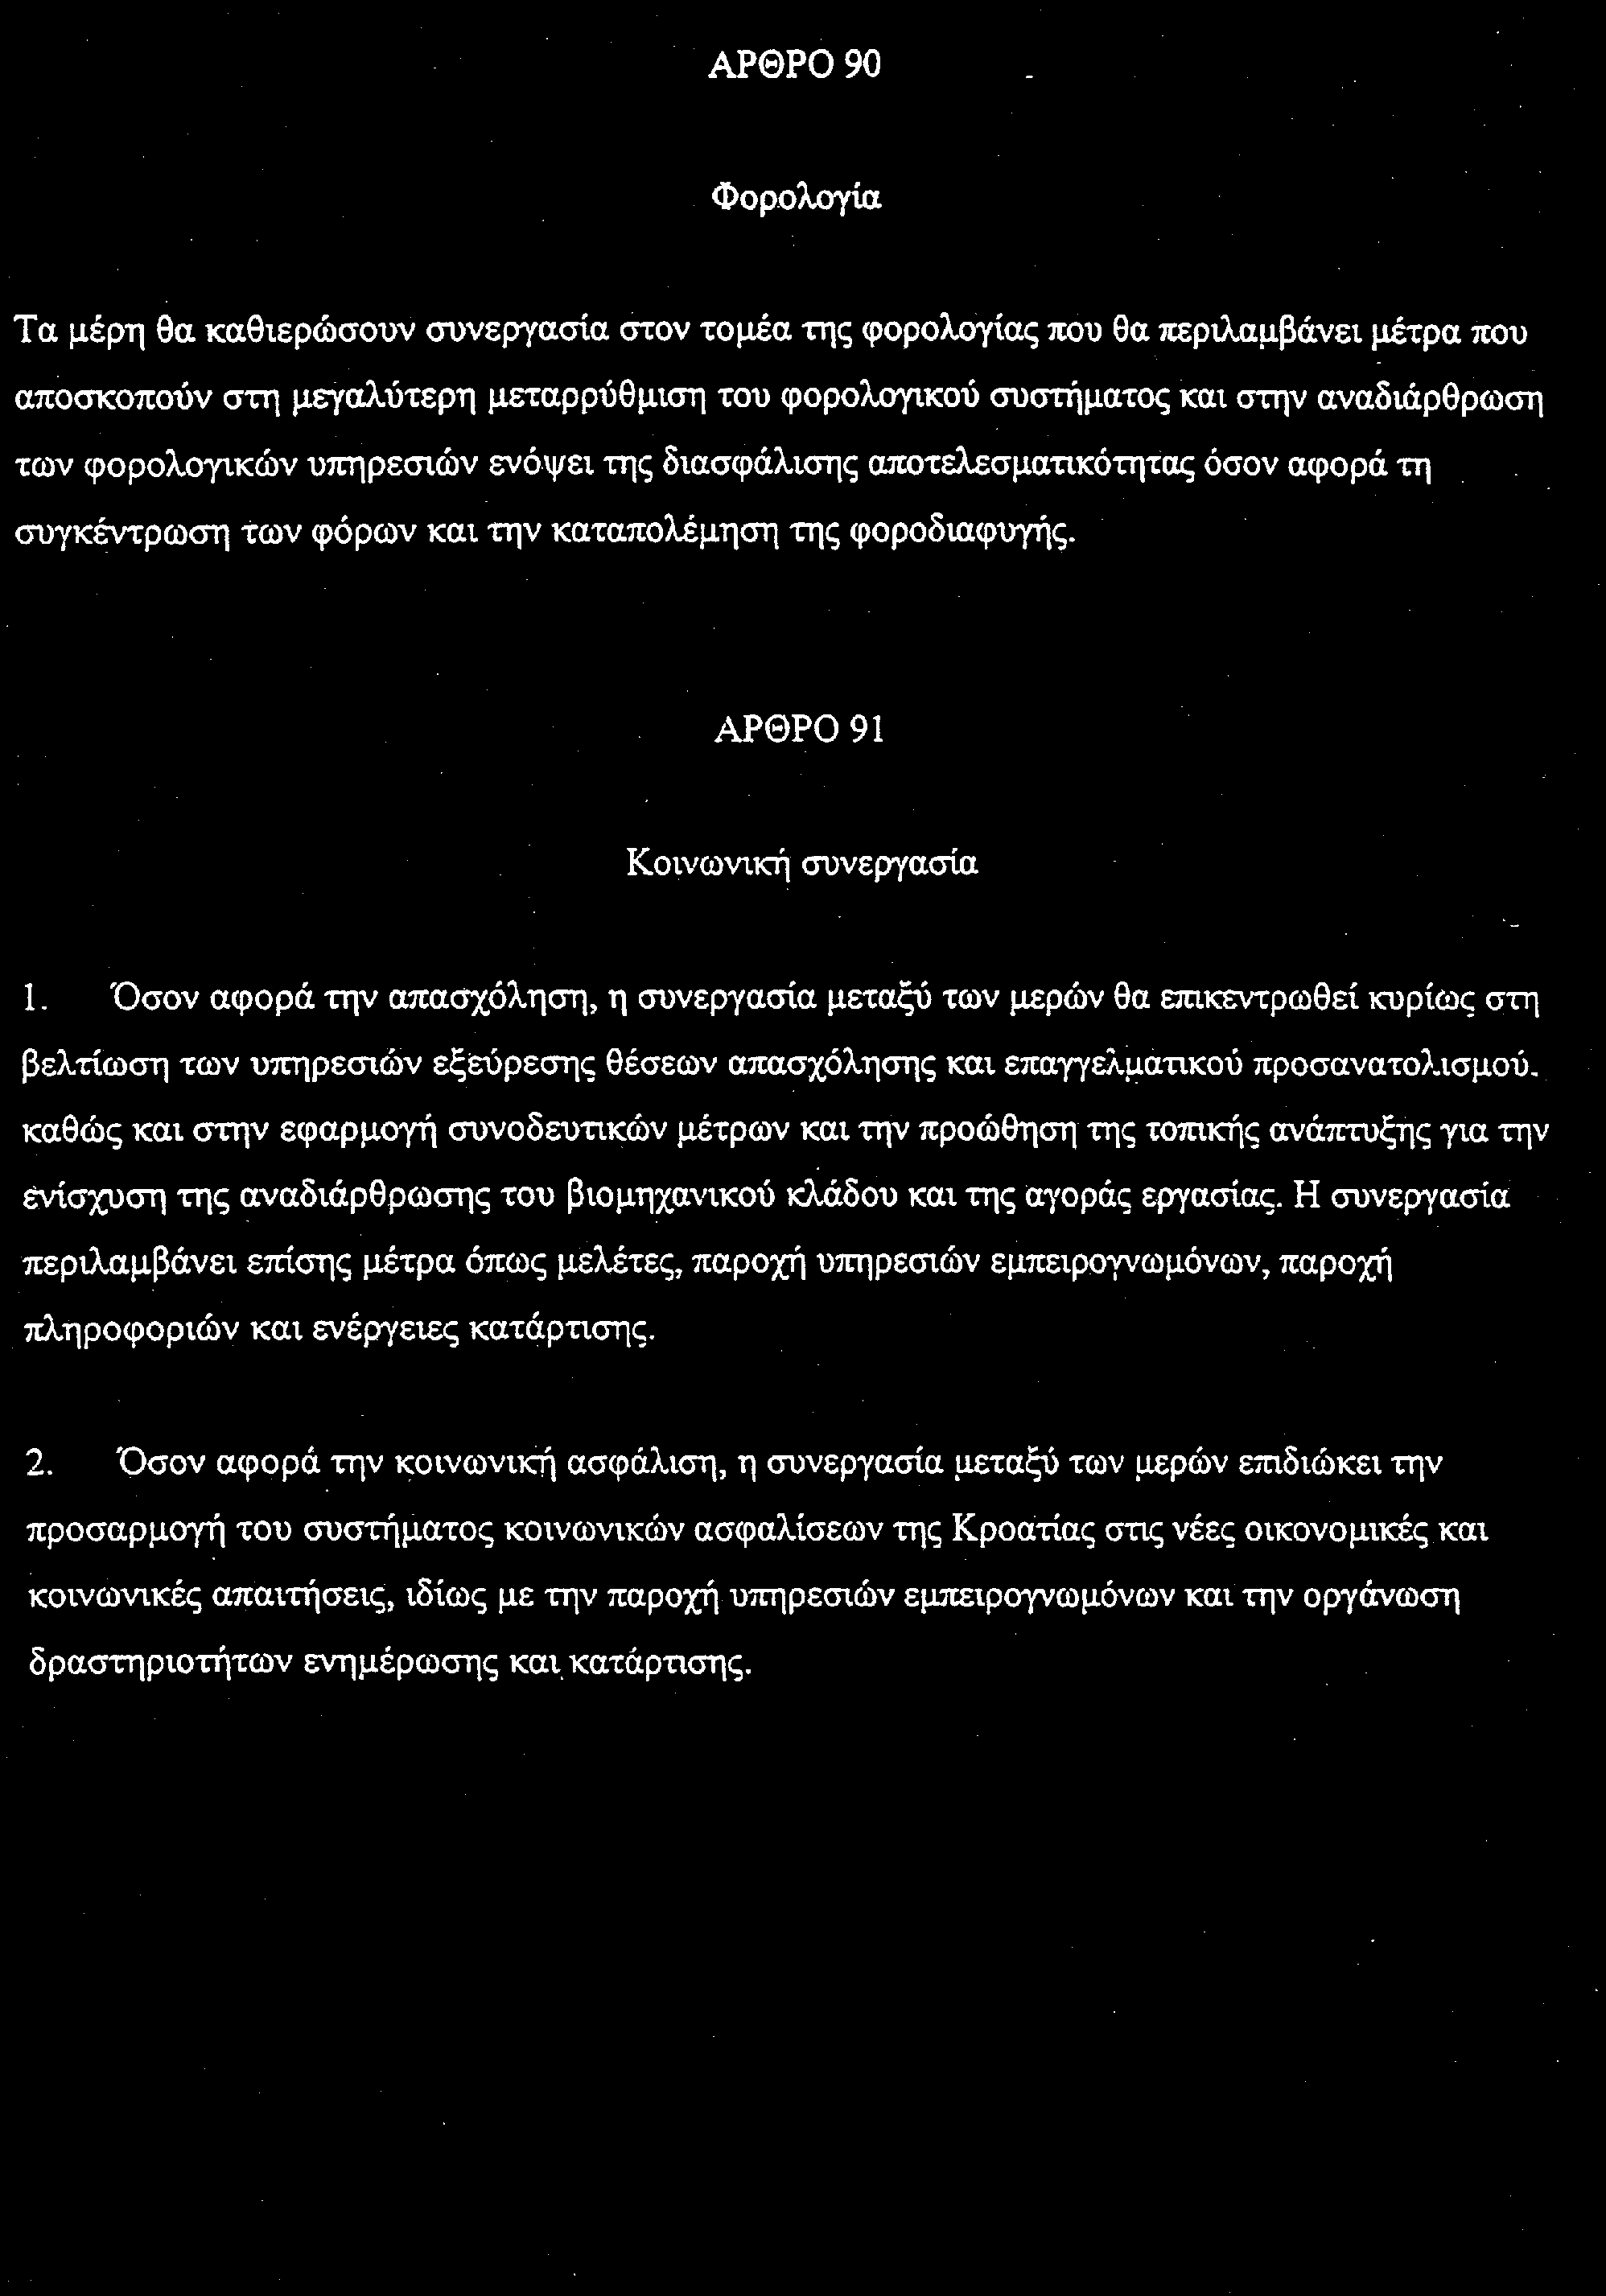 ΑΡΘΡΟ 90
Φορολογία
Τα μέρη θα καθιερώσουν συνεργασία στον τομέα της φορολογίας που θα περιλαμβάνει μέτρα που
αποσκοπούν στη μεγαλύτερη μεταρρύθμιση του φορολογικού συστήματος και στην αναδιάρθρωση
των φορολογικών υπηρεσιών ενόψει της διασφάλισης αποτελεσματικότητας όσον αφορά τη
συγκέντρωση των φόρων και την καταπολέμηση της φοροδιαφυγής.
ΑΡΘΡΟ 91
Κοινωνική συνεργασία
1. Όσον αφορά την απασχόληση, η συνεργασία μεταξύ των μερών θα επικεντρωθεί κυρίως στη
βελτίωση των υπηρεσιών εξεύρεσης θέσεων απασχόλησης και επαγγελματικού προσανατολισμού,
καθώς και στην εφαρμογή συνοδευτικών μέτρων και την προώθηση της τοπικής ανάπτυξης για την
ενίσχυση της αναδιάρθρωσης του βιομηχανικού κλάδου και της αγοράς εργασίας. Η συνεργασία
περιλαμβάνει επίσης μέτρα όπως μελέτες, παροχή υπηρεσιών εμπειρογνωμόνων, παροχή
πληροφοριών και ενέργειες κατάρτισης.
2. Όσον αφορά την κοινωνική ασφάλιση, η συνεργασία μεταξύ των μερών επιδιώκει την
προσαρμογή του συστήματος κοινωνικών ασφαλίσεων της Κροατίας στις νέες οικονομικές και
κοινωνικές απαιτήσεις, ιδίως με την παροχή υπηρεσιών εμπειρογνωμόνων και την οργάνωση
δραστηριοτήτων ενημέρωσης και κατάρτισης.